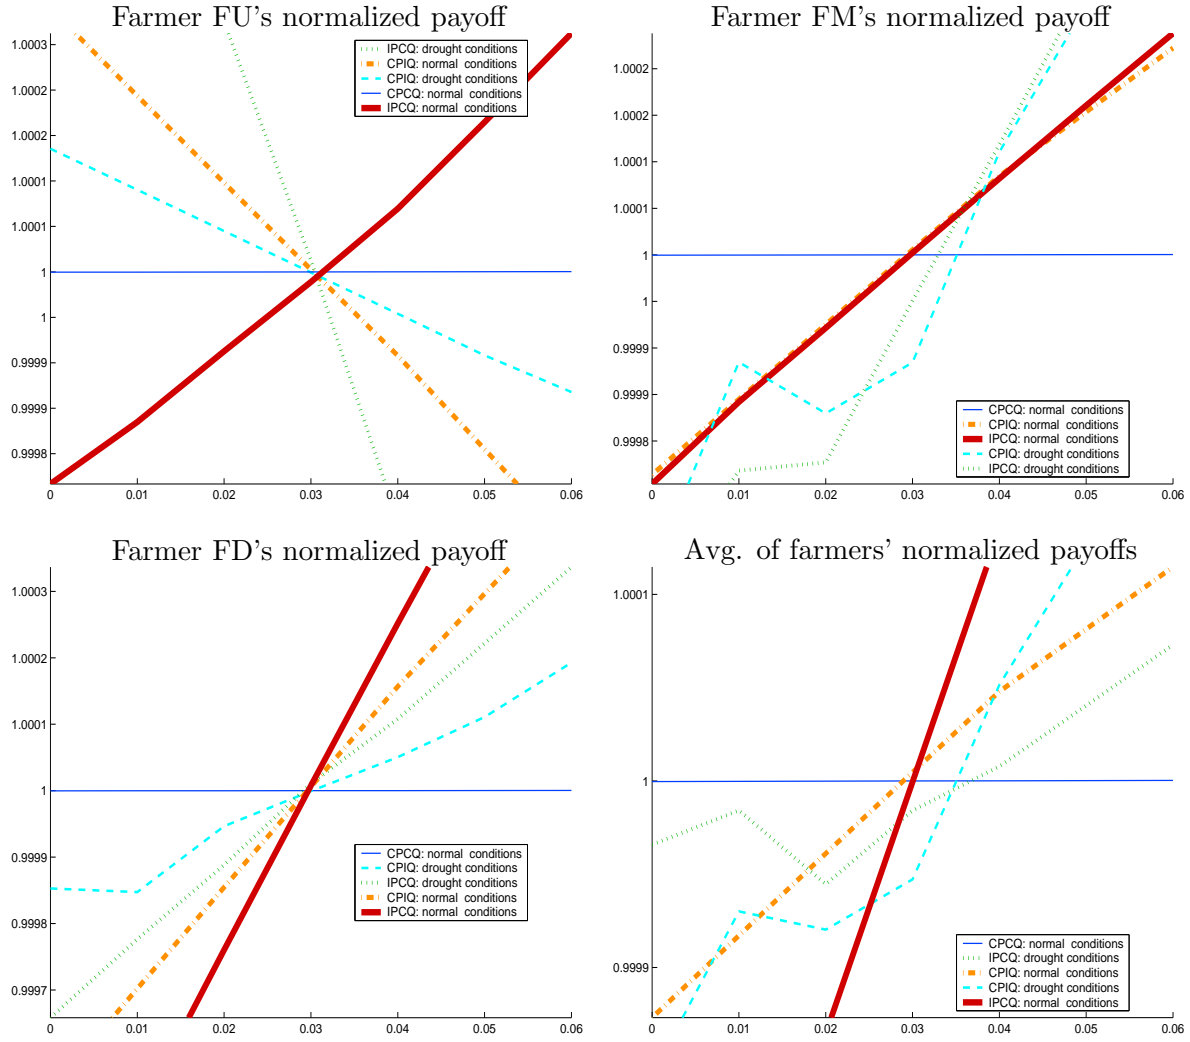 Farmer FU's normalized payoff
1.0003
1.0002
1.0002
1.0001
1.0001
1
1
0.9999
0.9999
0.9998
0
0.01
0.02
0.03
0.04
0.05
0.06
IPCQ: drought conditions
CPIQ: normal conditions
CPIQ: drought conditions
CPCQ: normal conditions
IPCQ: normal conditions
Farmer FM's normalized payoff
1.0002
1.0002
1.0001
1.0001
1
1
0.9999
0.9999
0.9998
0
0.01
0.02
0.03
0.04
0.05
0.06
CPCQ: normal conditions
CPIQ: normal conditions
IPCQ: normal conditions
CPIQ: drought conditions
IPCQ: drought conditions
Farmer FD's normalized payoff
1.0003
1.0002
1.0001
1
0.9999
0.9998
0.9997
0
0.01
0.02
0.03
0.04
0.05
0.06
CPCQ: normal conditions
CPIQ: drought conditions
IPCQ: drought conditions
CPIQ: normal conditions
IPCQ: normal conditions
Avg. of farmers' normalized payoffs
1.0001
1
0.9999
0
0.01
0.02
0.03
0.04
0.05
0.06
CPCQ: normal conditions
IPCQ: drought conditions
CPIQ: normal conditions
CPIQ: drought conditions
IPCQ: normal conditions